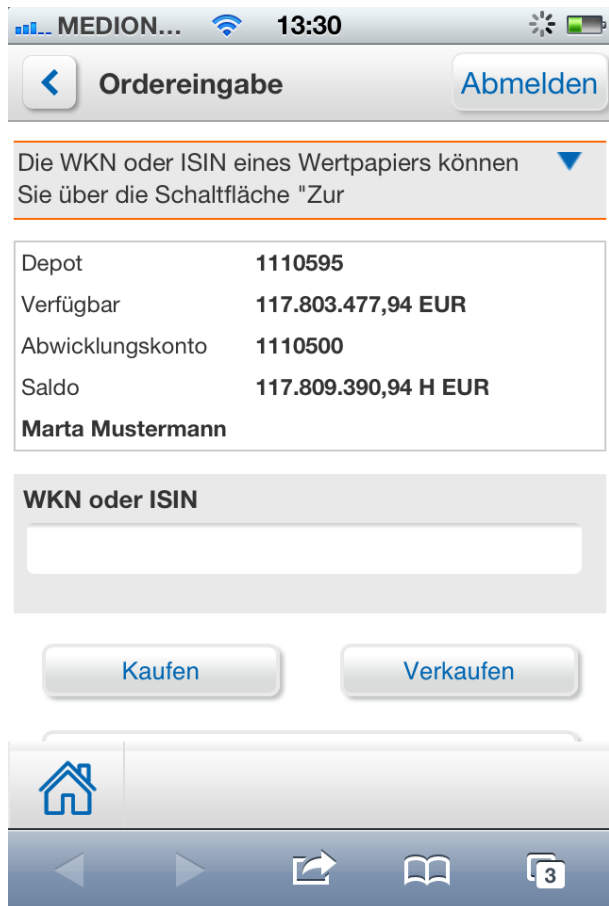 MEDION... 13:30
Ordereingabe Abmelden
Die WKN oder ISIN eines Wertpapiers können
Sie über die Schaltfläche "Zur
Depot 1110595
Verfügbar 117.803.477,94 EUR
Abwicklungskonto 1110500
Saldo 117.809.390,94 H EUR
Marta Mustermann
WKN oder ISIN
Kaufen Verkaufen
3